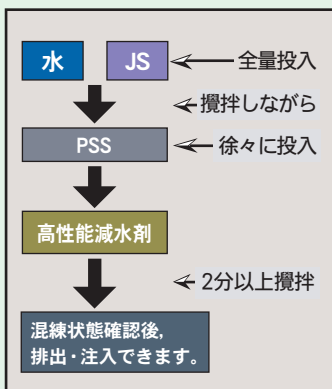 水 JS 全量投入
攪拌しながら
PSS 徐々に投入
高性能減水剤
2分以上攪拌
混練状態確認後,
排出・注入できます。